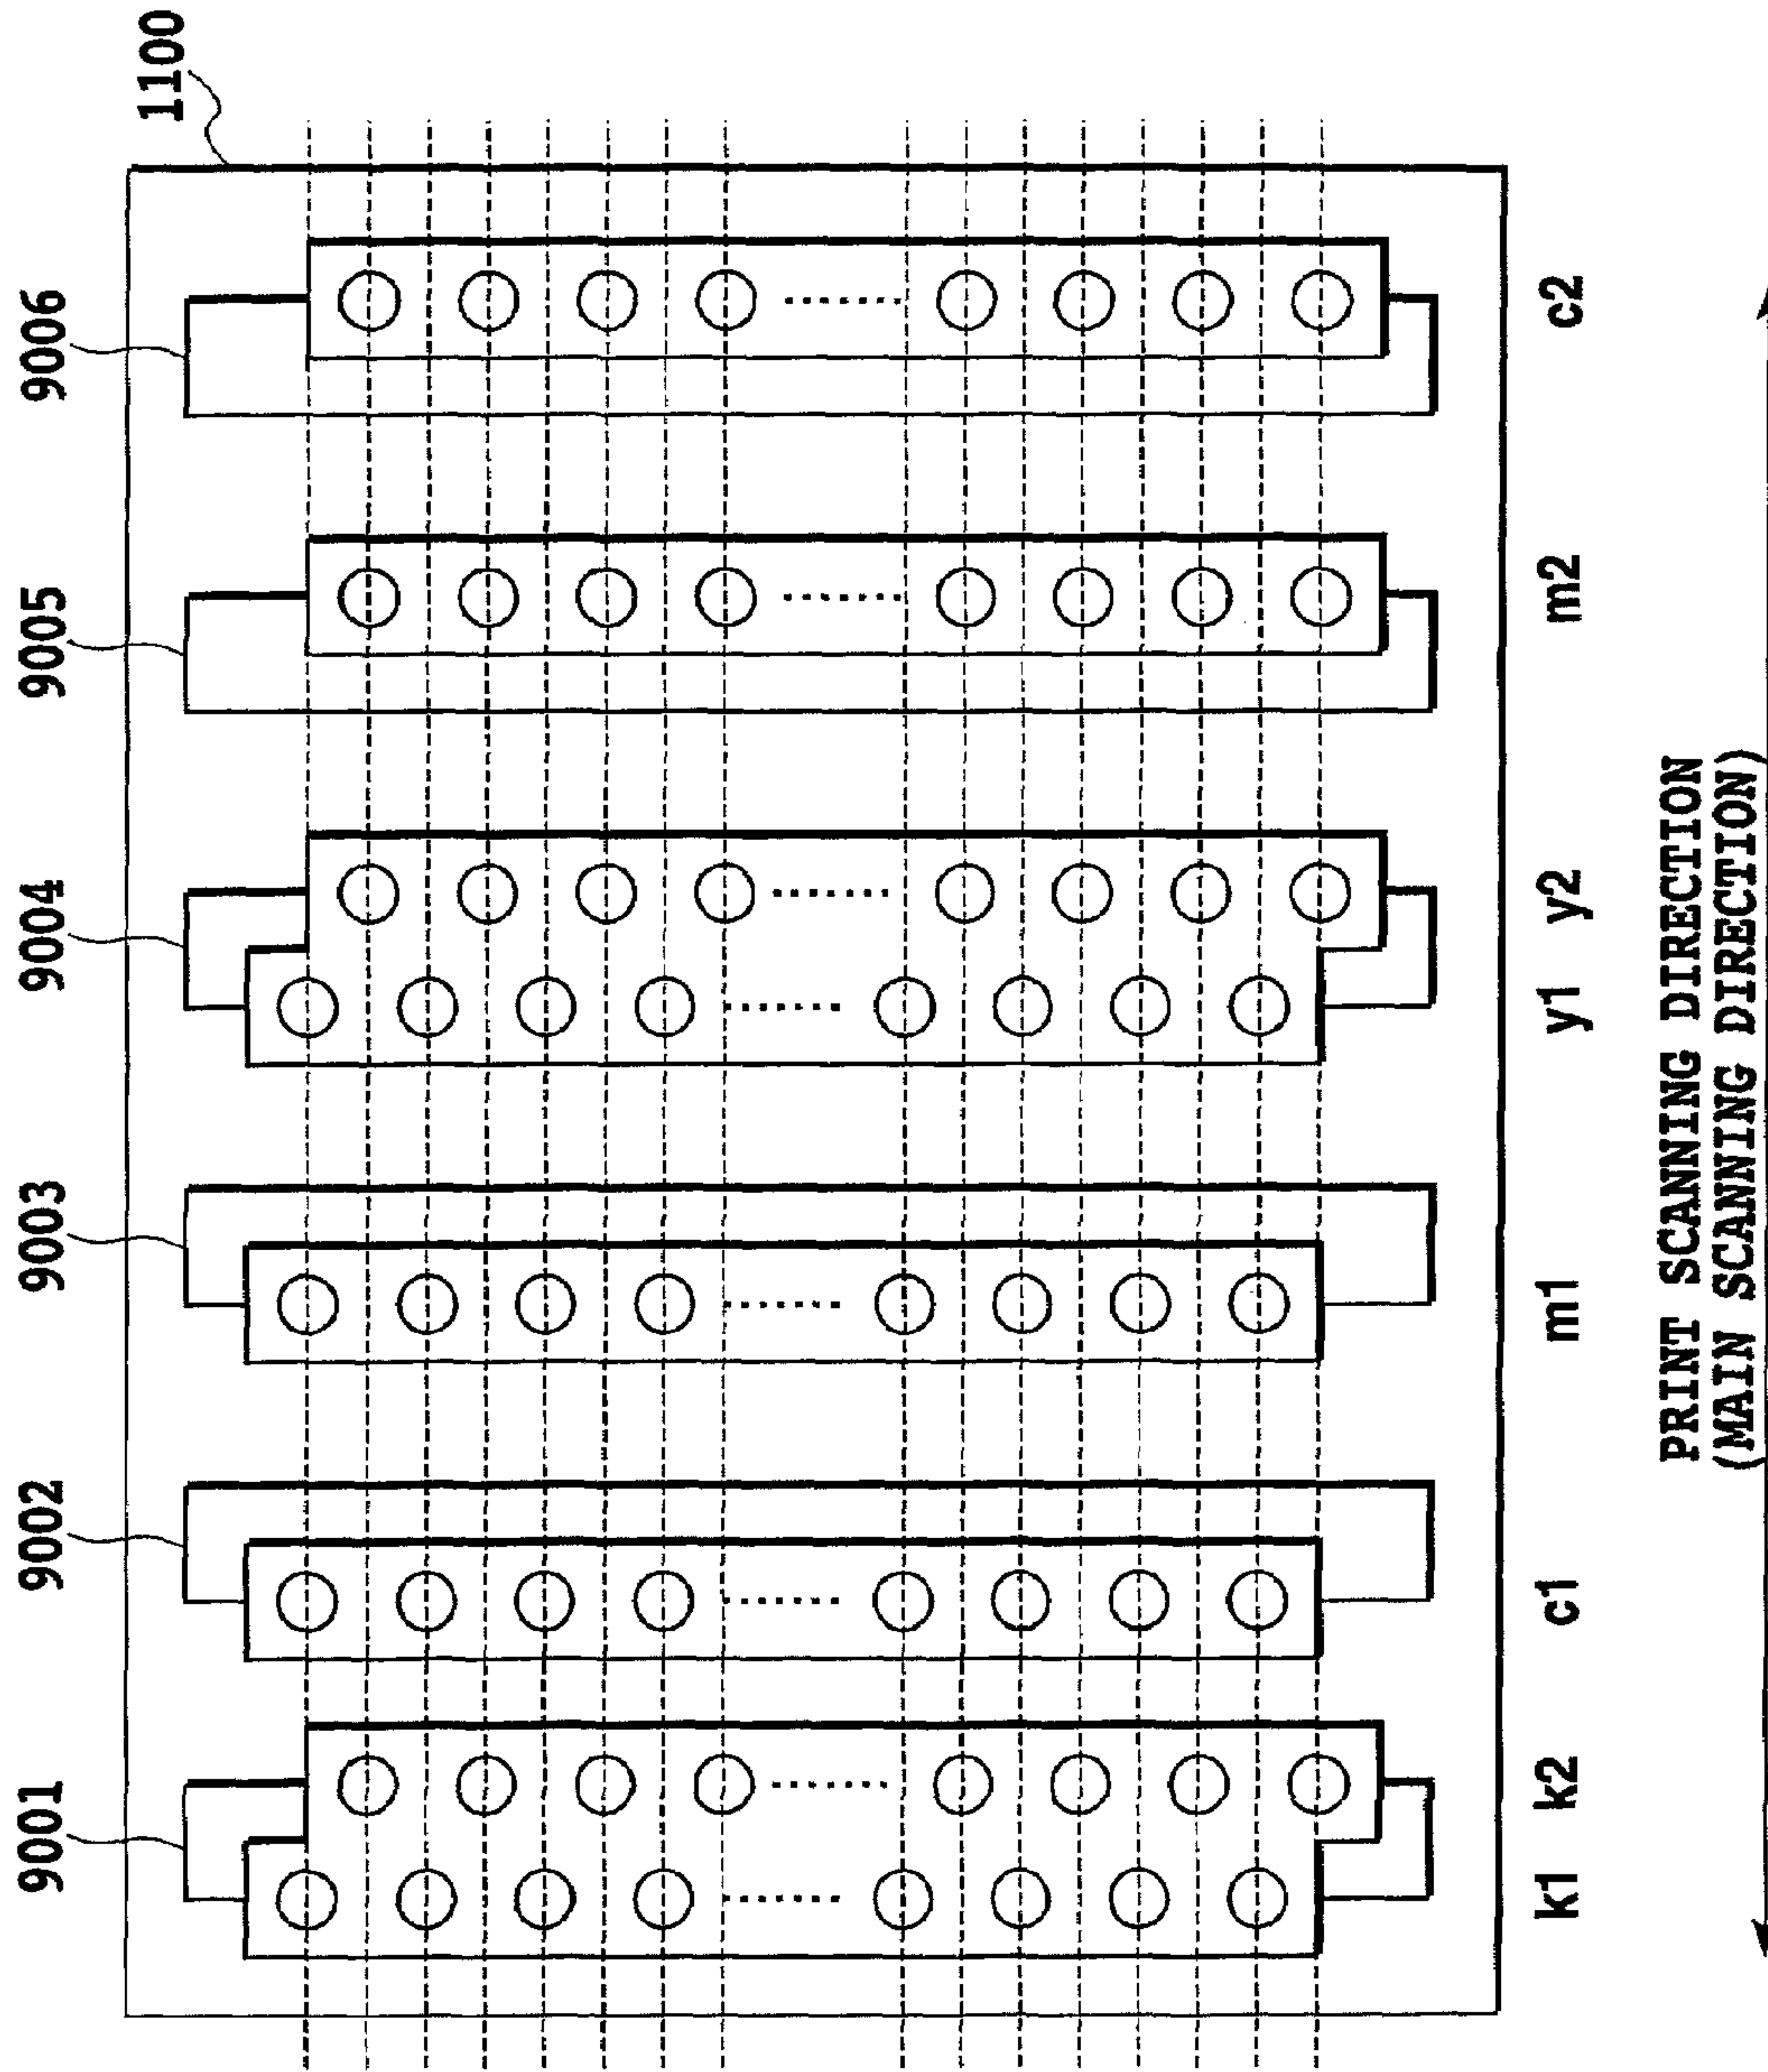 1100
9001
9002
9003
9004
9005
9006
k1
k2
c1
m1
y1
y2
m2
c2
PRINT SCANNING DIRECTION
(MAIN SCANNING DIRECTION)